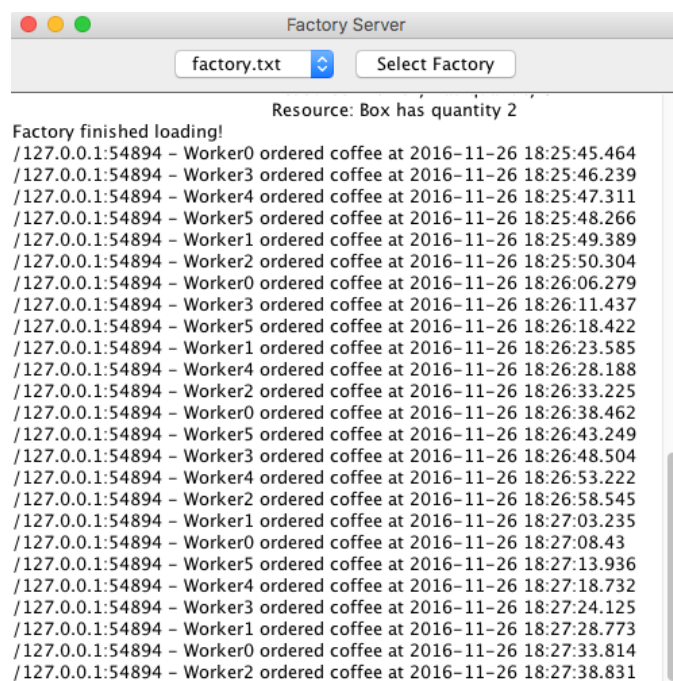 Factory Server
factory.txt Select Factory
Resource: Box has quantity 2
Factory finished loading!
/127.0.0.1:54894 – Worker0 ordered coffee at 2016–11–26 18:25:45.464
/127.0.0.1:54894 – Worker3 ordered coffee at 2016–11–26 18:25:46.239
/127.0.0.1:54894 – Worker4 ordered coffee at 2016–11–26 18:25:47.311
/127.0.0.1:54894 – Worker5 ordered coffee at 2016–11–26 18:25:48.266
/127.0.0.1:54894 – Worker1 ordered coffee at 2016–11–26 18:25:49.389
/127.0.0.1:54894 – Worker2 ordered coffee at 2016–11–26 18:25:50.304
/127.0.0.1:54894 – Worker0 ordered coffee at 2016–11–26 18:26:06.279
/127.0.0.1:54894 – Worker3 ordered coffee at 2016–11–26 18:26:11.437
/127.0.0.1:54894 – Worker5 ordered coffee at 2016–11–26 18:26:18.422
/127.0.0.1:54894 – Worker1 ordered coffee at 2016–11–26 18:26:23.585
/127.0.0.1:54894 – Worker4 ordered coffee at 2016–11–26 18:26:28.188
/127.0.0.1:54894 – Worker2 ordered coffee at 2016–11–26 18:26:33.225
/127.0.0.1:54894 – Worker0 ordered coffee at 2016–11–26 18:26:38.462
/127.0.0.1:54894 – Worker5 ordered coffee at 2016–11–26 18:26:43.249
/127.0.0.1:54894 – Worker3 ordered coffee at 2016–11–26 18:26:48.504
/127.0.0.1:54894 – Worker4 ordered coffee at 2016–11–26 18:26:53.222
/127.0.0.1:54894 – Worker2 ordered coffee at 2016–11–26 18:26:58.545
/127.0.0.1:54894 – Worker1 ordered coffee at 2016–11–26 18:27:03.235
/127.0.0.1:54894 – Worker0 ordered coffee at 2016–11–26 18:27:08.43
/127.0.0.1:54894 – Worker5 ordered coffee at 2016–11–26 18:27:13.936
/127.0.0.1:54894 – Worker4 ordered coffee at 2016–11–26 18:27:18.732
/127.0.0.1:54894 – Worker3 ordered coffee at 2016–11–26 18:27:24.125
/127.0.0.1:54894 – Worker1 ordered coffee at 2016–11–26 18:27:28.773
/127.0.0.1:54894 – Worker0 ordered coffee at 2016–11–26 18:27:33.814
/127.0.0.1:54894 – Worker2 ordered coffee at 2016–11–26 18:27:38.831